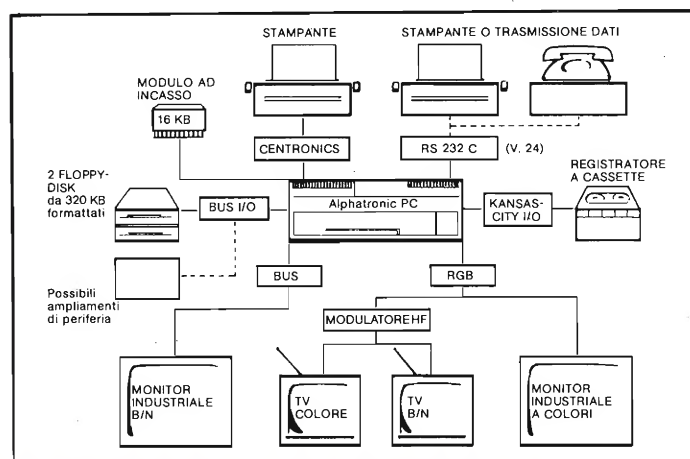 STAMPANTE
STAMPANTE O TRASMISSIONE DATI
MODULO AD
INCASSO
16 KB
CENTRONICS
RS 232 C
(V. 24)
2 FLOPPY-
DISK
da 320 KB
formattati
BUS I/O
Alphatronic PC
KANSAS-
CITY I/O
REGISTRATORE
A CASSETTE
Possibili
ampliamenti
di periferia
BUS
RGB
MODULATORE HF
MONITOR
INDUSTRIALE
B/N
TV
COLORE
TV
B/N
MONITOR
INDUSTRIALE
A COLORI